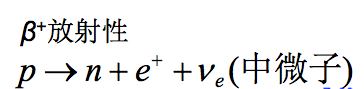 β⁺放射性
p → n + e⁺ + νₑ(中微子)